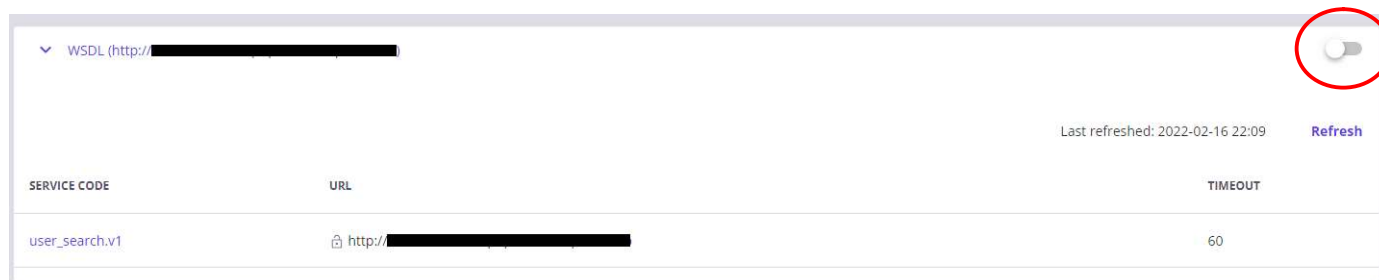 WSDL (http:// )
Last refreshed: 2022-02-16 22:09 Refresh
SERVICE CODE URL TIMEOUT
user_search.v1 http:// 60